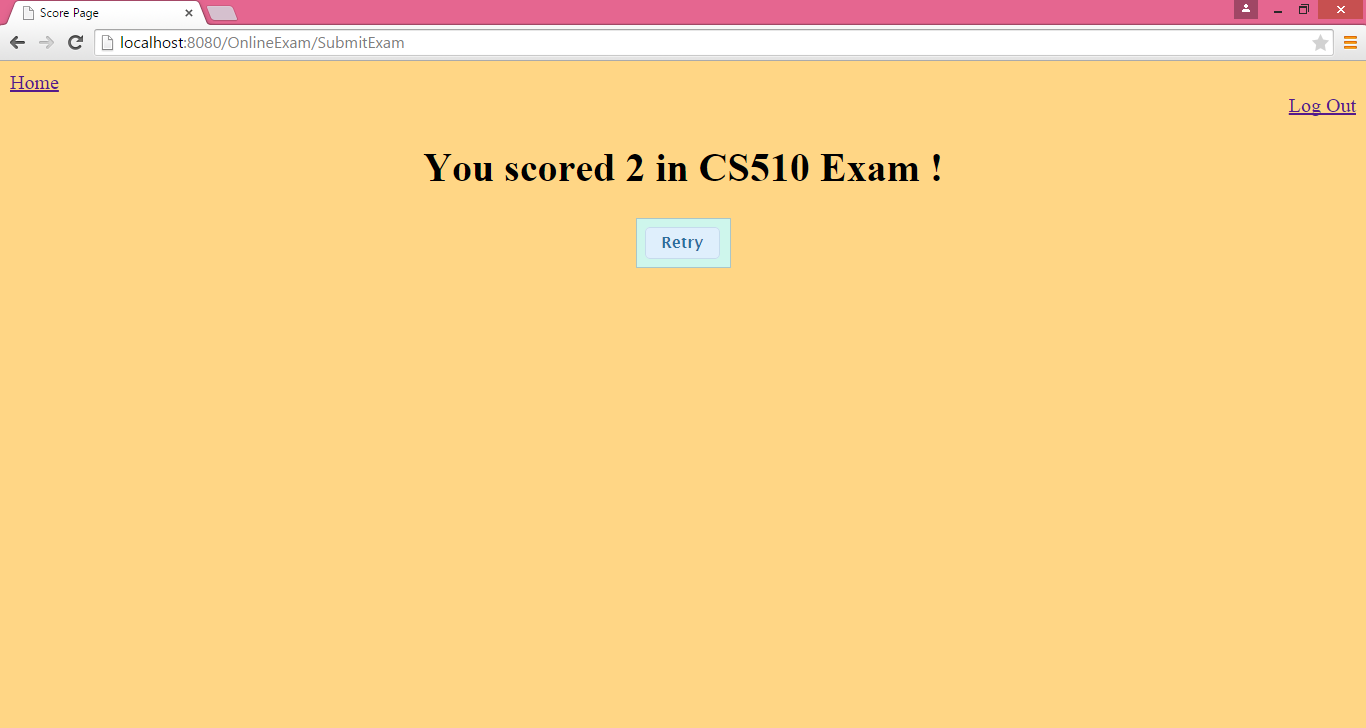 Score Page
localhost:8080/OnlineExam/SubmitExam
Home
Log Out
You scored 2 in CS510 Exam !
Retry